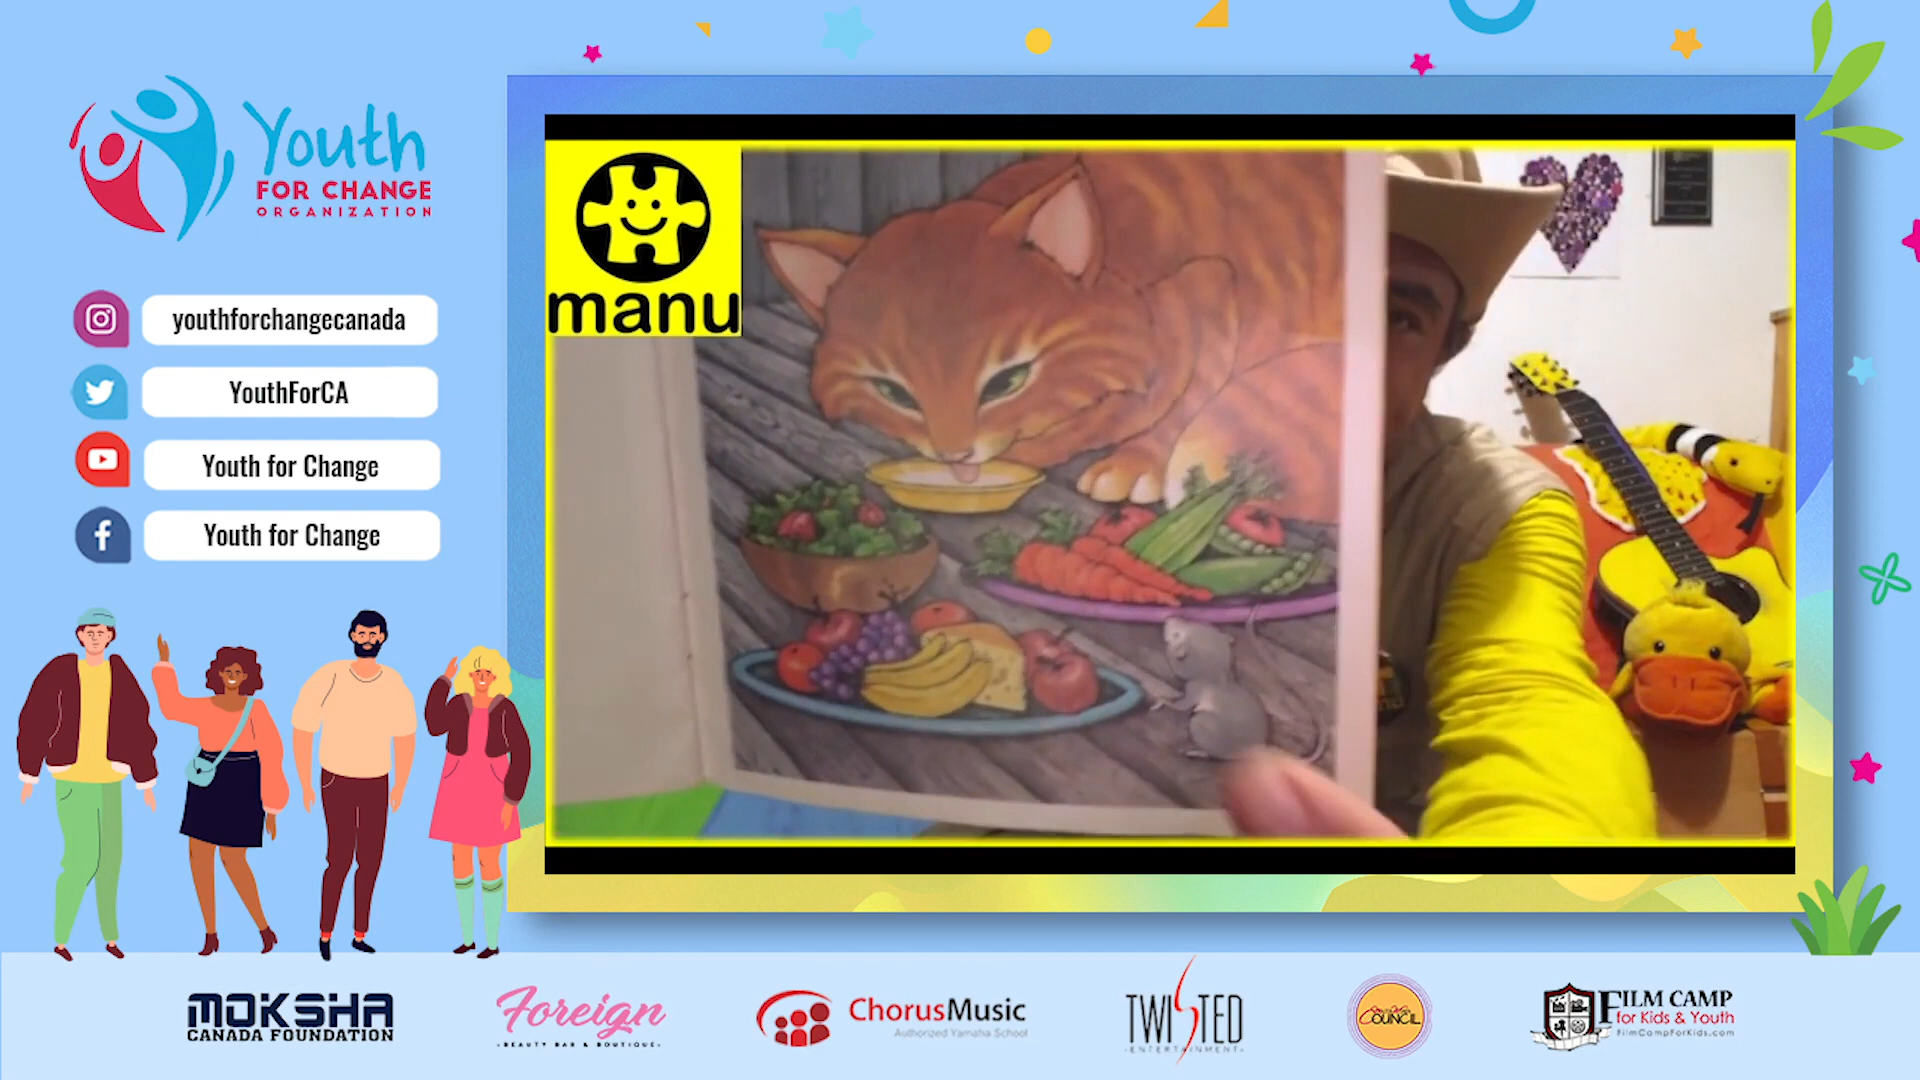 Youth
FOR CHANGE
ORGANIZATION
youthforchangecanada
YouthForCA
Youth for Change
Youth for Change
manu
MOKSHA
CANADA FOUNDATION
Foreign
BEAUTY BAR & BOUTIQUE
ChorusMusic
Authorized Yamaha School
TWISTED
ENTERTAINMENT
COUNCIL
FILM CAMP
for Kids & Youth
FilmCampForKids.com